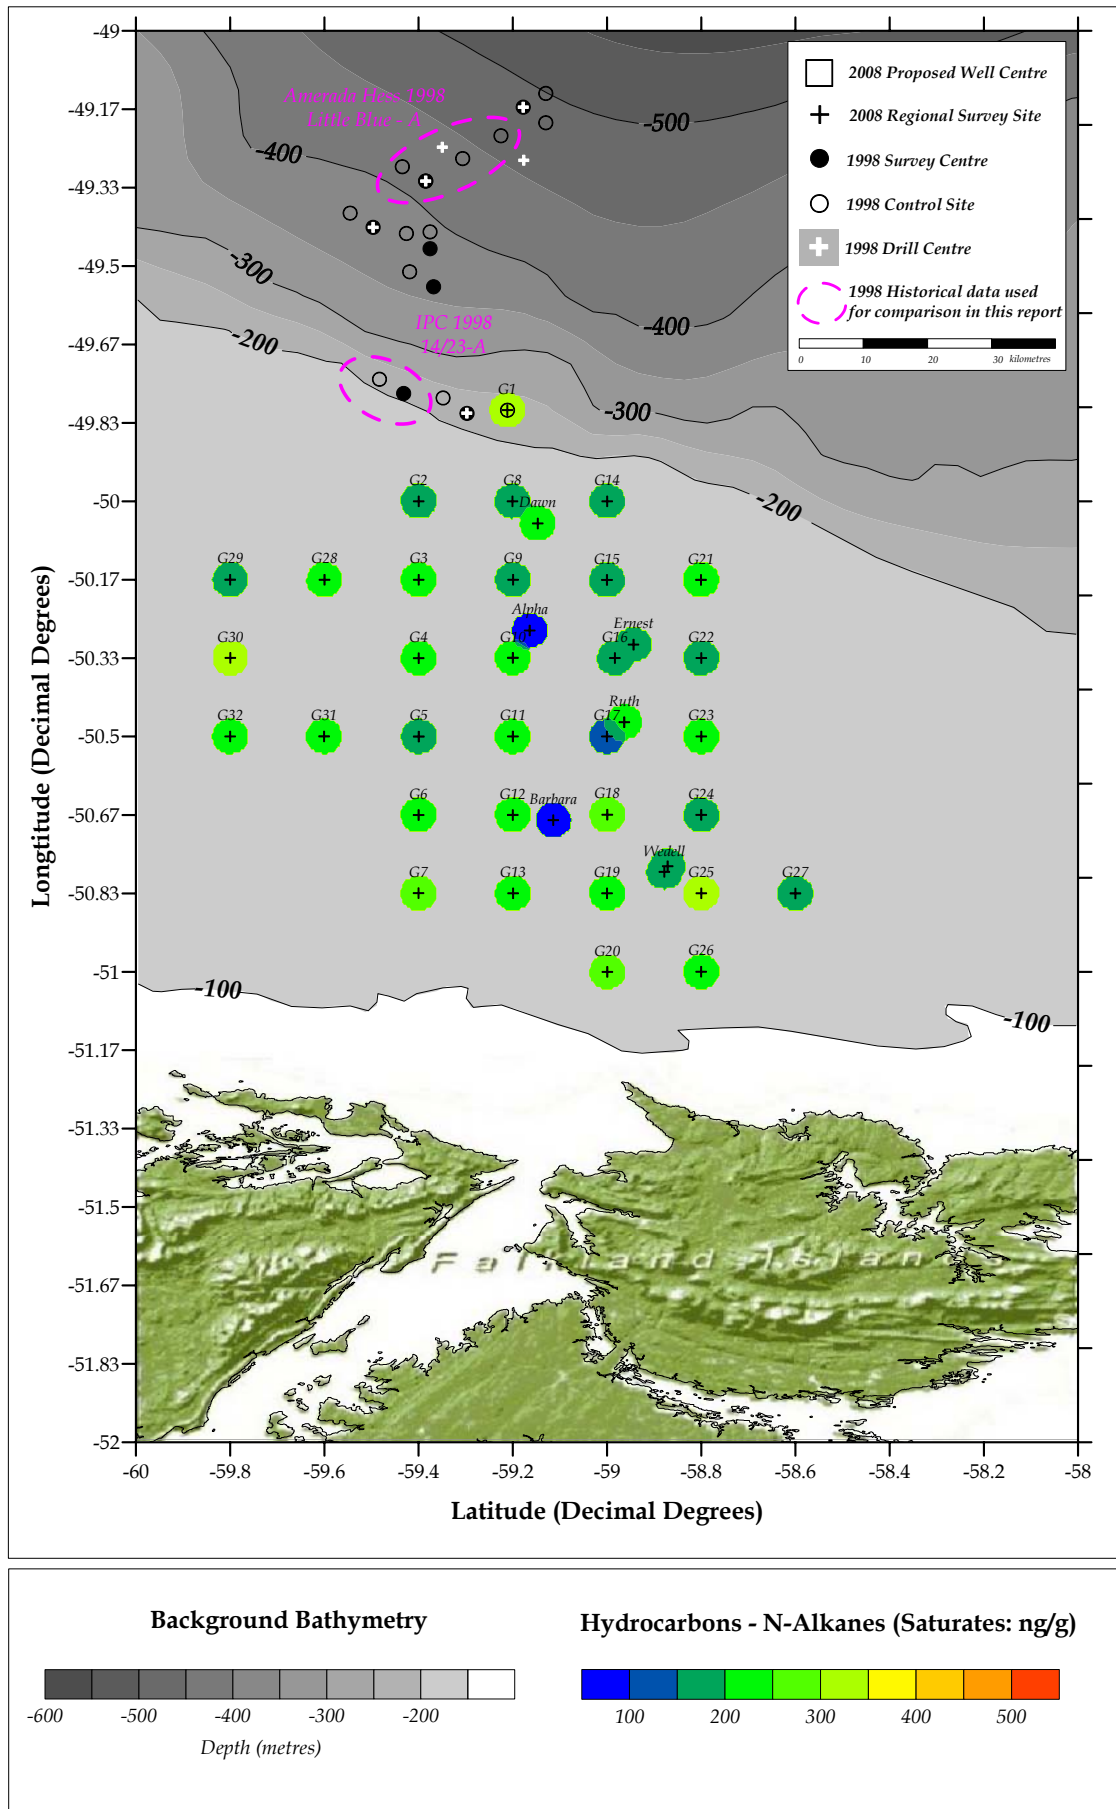 -49
-49.17
-49.33
-49.5
-49.67
-49.83
-50
-50.17
-50.33
-50.5
-50.67
-50.83
-51
-51.17
-51.33
-51.5
-51.67
-51.83
-52
Longtitude (Decimal Degrees)
Amerada Hess 1998
Little Blue - A
-500
-400
-300
-400
-200
IPC 1998
14/23-A
-300
-200
2008 Proposed Well Centre
2008 Regional Survey Site
1998 Survey Centre
1998 Control Site
1998 Drill Centre
1998 Historical data used
for comparison in this report
0 10 20 30 kilometres
G1
G2 G8 G14
Dawn
G29 G28 G3 G9 G15 G21
Alpha
Ernest
G30 G4 G10 G16 G22
Ruth
G32 G31 G5 G11 G17 G23
G6 G12 Barbara G18 G24
Wedell
G7 G13 G19 G25 G27
G20 G26
-100
-100
Falkland Islands
-60 -59.8 -59.6 -59.4 -59.2 -59 -58.8 -58.6 -58.4 -58.2 -58
Latitude (Decimal Degrees)
Background Bathymetry
-600 -500 -400 -300 -200
Depth (metres)
Hydrocarbons - N-Alkanes (Saturates: ng/g)
100 200 300 400 500